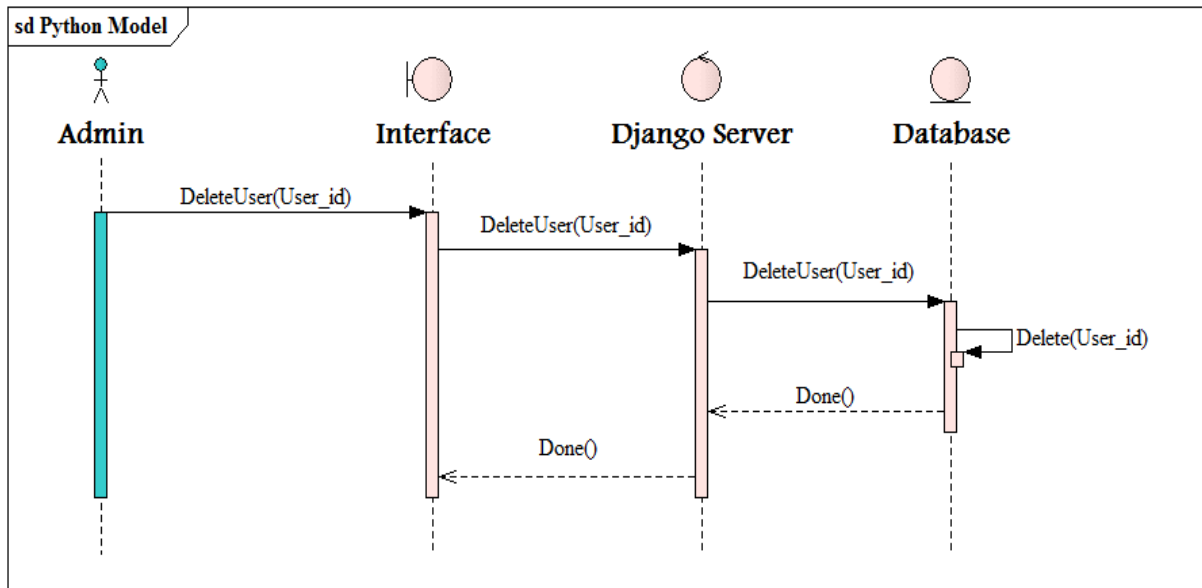 sd Python Model
Admin
Interface
Django Server
Database
DeleteUser(User_id)
DeleteUser(User_id)
DeleteUser(User_id)
Delete(User_id)
Done()
Done()